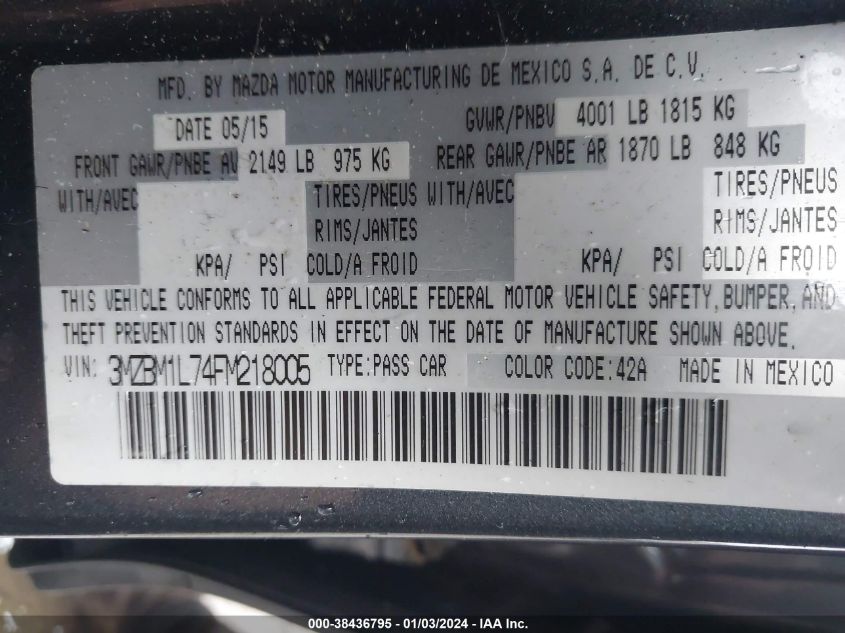 MFD. BY MAZDA MOTOR MANUFACTURING DE MEXICO S.A. DE C.V.
DATE 05/15 GVWR/PNBV 4001 LB 1815 KG
FRONT GAWR/PNBE AV 2149 LB 975 KG REAR GAWR/PNBE AR 1870 LB 848 KG
WITH/AVEC TIRES/PNEUS WITH/AVEC TIRES/PNEUS
RIMS/JANTES RIMS/JANTES
KPA/ PSI COLD/A FROID KPA/ PSI COLD/A FROID
THIS VEHICLE CONFORMS TO ALL APPLICABLE FEDERAL MOTOR VEHICLE SAFETY, BUMPER, AND
THEFT PREVENTION STANDARDS IN EFFECT ON THE DATE OF MANUFACTURE SHOWN ABOVE.
VIN: 3MZBM1L74FM218005 TYPE:PASS CAR COLOR CODE:42A MADE IN MEXICO
000-38436795 - 01/03/2024 - IAA Inc.